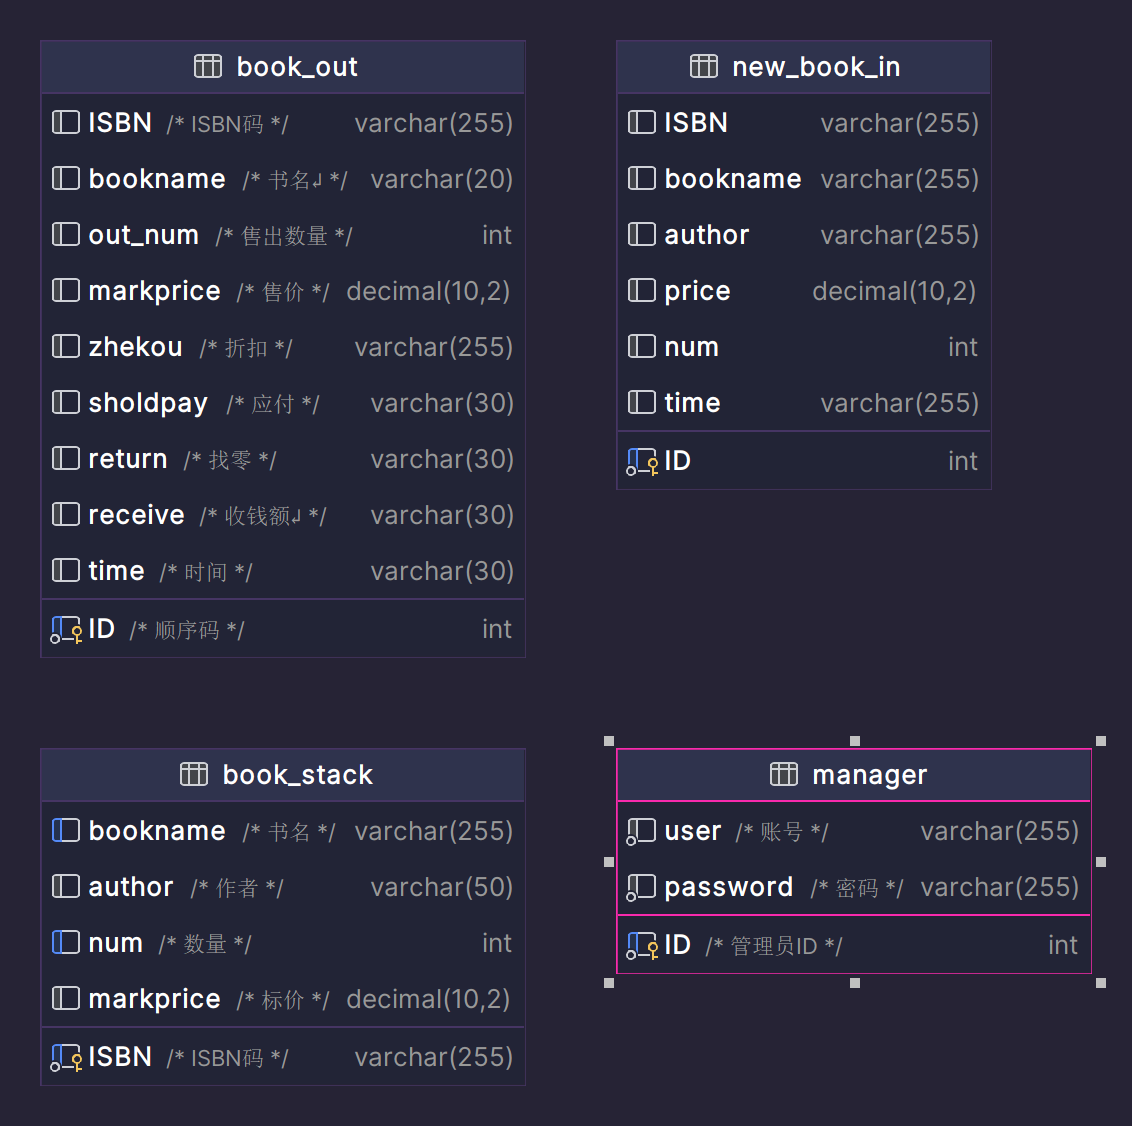 book_out
ISBN /* ISBN码 */ varchar(255)
bookname /* 书名↲ */ varchar(20)
out_num /* 售出数量 */ int
markprice /* 售价 */ decimal(10,2)
zhekou /* 折扣 */ varchar(255)
sholdpay /* 应付 */ varchar(30)
return /* 找零 */ varchar(30)
receive /* 收钱额↲ */ varchar(30)
time /* 时间 */ varchar(30)
ID /* 顺序码 */ int
new_book_in
ISBN varchar(255)
bookname varchar(255)
author varchar(255)
price decimal(10,2)
num int
time varchar(255)
ID int
book_stack
bookname /* 书名 */ varchar(255)
author /* 作者 */ varchar(50)
num /* 数量 */ int
markprice /* 标价 */ decimal(10,2)
ISBN /* ISBN码 */ varchar(255)
manager
user /* 账号 */ varchar(255)
password /* 密码 */ varchar(255)
ID /* 管理员ID */ int